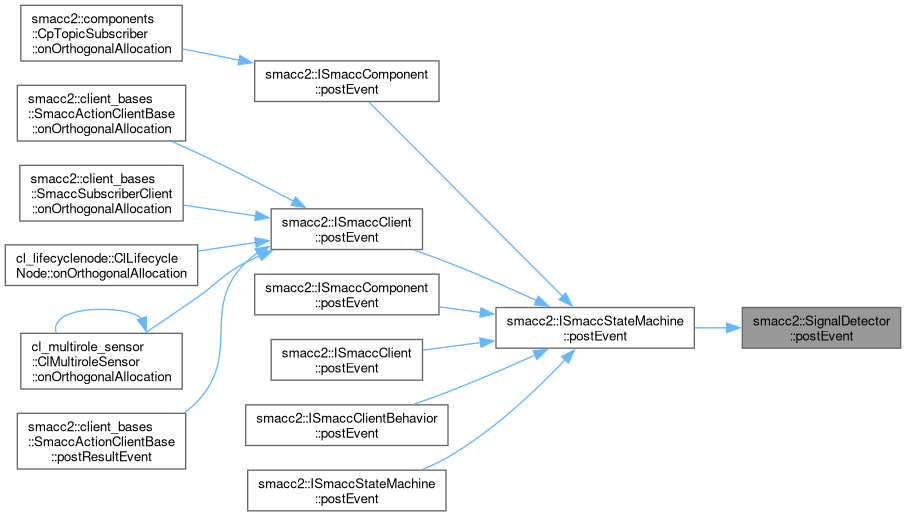 smacc2::components
::CpTopicSubscriber
::onOrthogonalAllocation
smacc2::client_bases
::SmaccActionClientBase
::onOrthogonalAllocation
smacc2::client_bases
::SmaccSubscriberClient
::onOrthogonalAllocation
cl_lifecyclenode::ClLifecycle
Node::onOrthogonalAllocation
cl_multirole_sensor
::ClMultiroleSensor
::onOrthogonalAllocation
smacc2::client_bases
::SmaccActionClientBase
::postResultEvent
smacc2::ISmaccComponent
::postEvent
smacc2::ISmaccClient
::postEvent
smacc2::ISmaccComponent
::postEvent
smacc2::ISmaccClient
::postEvent
smacc2::ISmaccClientBehavior
::postEvent
smacc2::ISmaccStateMachine
::postEvent
smacc2::ISmaccStateMachine
::postEvent
smacc2::SignalDetector
::postEvent